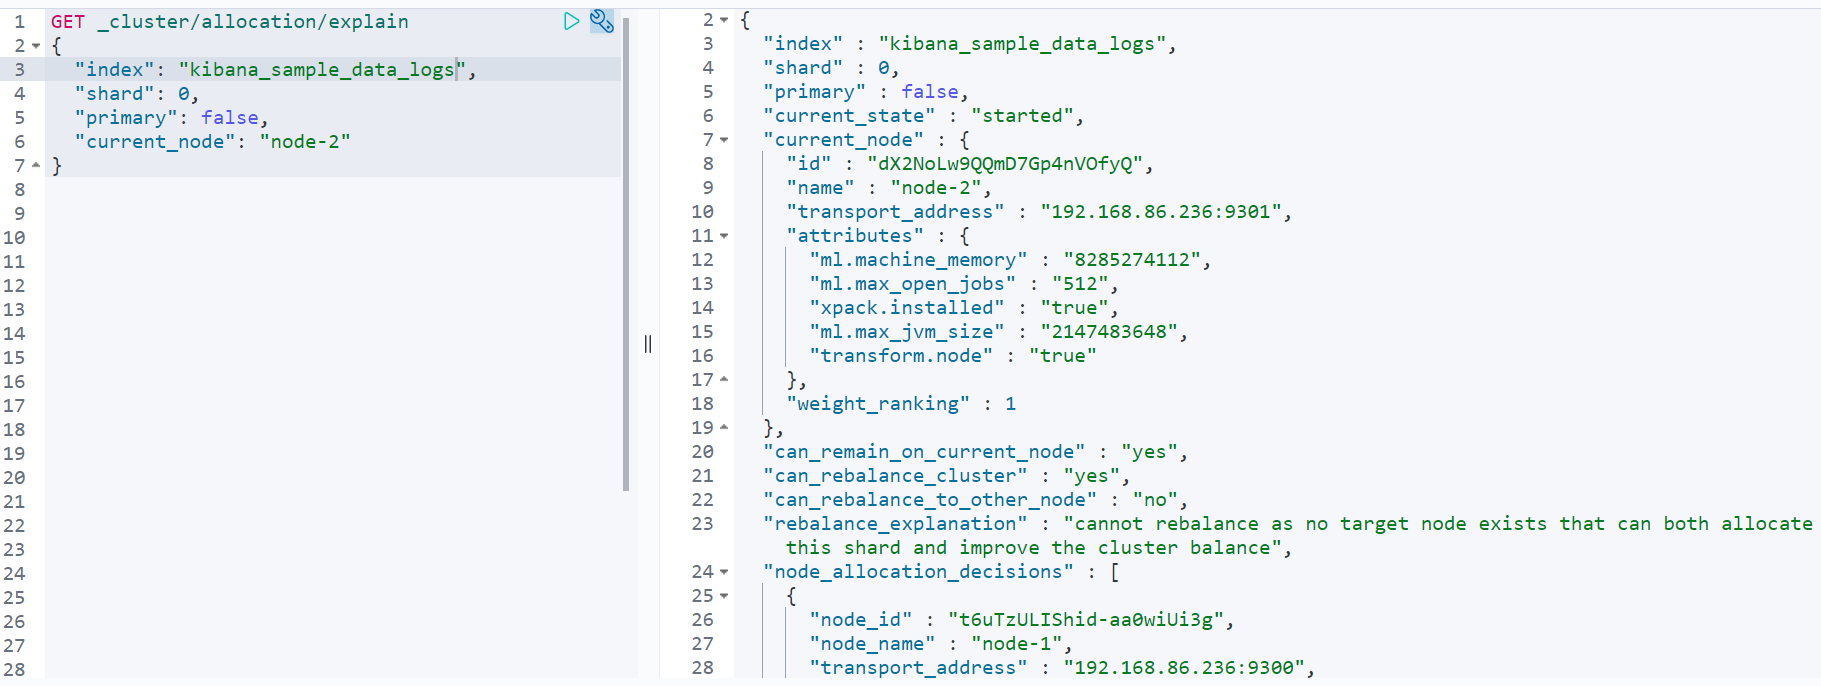 1 GET _cluster/allocation/explain
2 {
3 "index": "kibana_sample_data_logs",
4 "shard": 0,
5 "primary": false,
6 "current_node": "node-2"
7 }
8
9
10
11
12
13
14
15
16
17
18
19
20
21
22
23
24
25
26
27
28
2 {
3 "index" : "kibana_sample_data_logs",
4 "shard" : 0,
5 "primary" : false,
6 "current_state" : "started",
7 "current_node" : {
8 "id" : "dX2NoLw9QQmD7Gp4nVOfyQ",
9 "name" : "node-2",
10 "transport_address" : "192.168.86.236:9301",
11 "attributes" : {
12 "ml.machine_memory" : "8285274112",
13 "ml.max_open_jobs" : "512",
14 "xpack.installed" : "true",
15 "ml.max_jvm_size" : "2147483648",
16 "transform.node" : "true"
17 },
18 "weight_ranking" : 1
19 },
20 "can_remain_on_current_node" : "yes",
21 "can_rebalance_cluster" : "yes",
22 "can_rebalance_to_other_node" : "no",
23 "rebalance_explanation" : "cannot rebalance as no target node exists that can both allocate
this shard and improve the cluster balance",
24 "node_allocation_decisions" : [
25 {
26 "node_id" : "t6uTzULIShid-aa0wiUi3g",
27 "node_name" : "node-1",
28 "transport_address" : "192.168.86.236:9300",